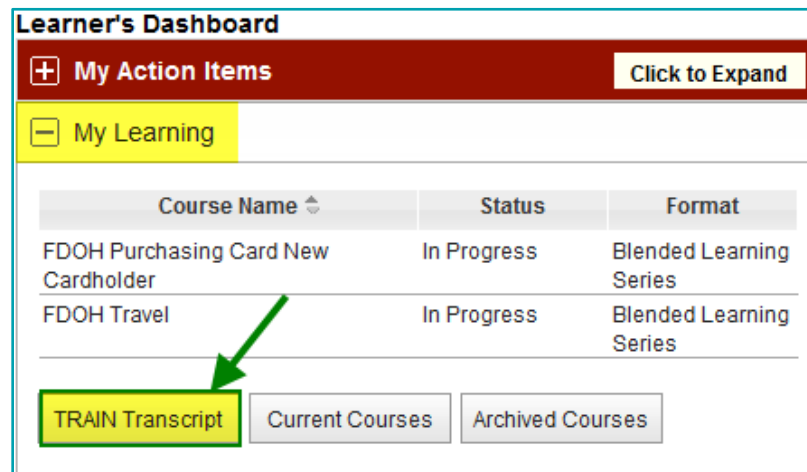 Learner's Dashboard
My Action Items Click to Expand
My Learning
Course Name Status Format
FDOH Purchasing Card New In Progress Blended Learning
Cardholder Series
FDOH Travel In Progress Blended Learning
Series
TRAIN Transcript Current Courses Archived Courses